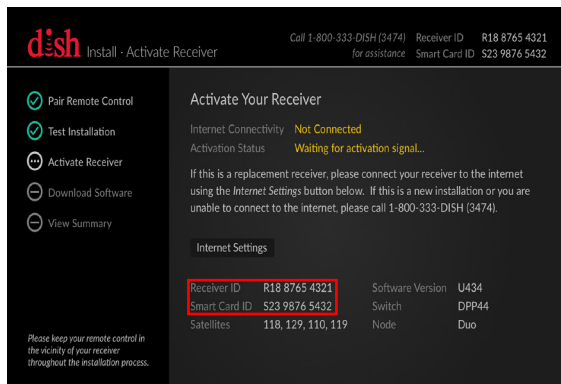 dish Install · Activate Receiver
Call 1-800-333-DISH (3474)
for assistance
Receiver ID R18 8765 4321
Smart Card ID S23 9876 5432
Pair Remote Control
Test Installation
Activate Receiver
Download Software
View Summary
Please keep your remote control in
the vicinity of your receiver
throughout the installation process.
Activate Your Receiver
Internet Connectivity Not Connected
Activation Status Waiting for activation signal...
If this is a replacement receiver, please connect your receiver to the internet
using the Internet Settings button below. If this is a new installation or you are
unable to connect to the internet, please call 1-800-333-DISH (3474).
Internet Settings
Receiver ID R18 8765 4321
Smart Card ID S23 9876 5432
Satellites 118, 129, 110, 119
Software Version U434
Switch DPP44
Node Duo